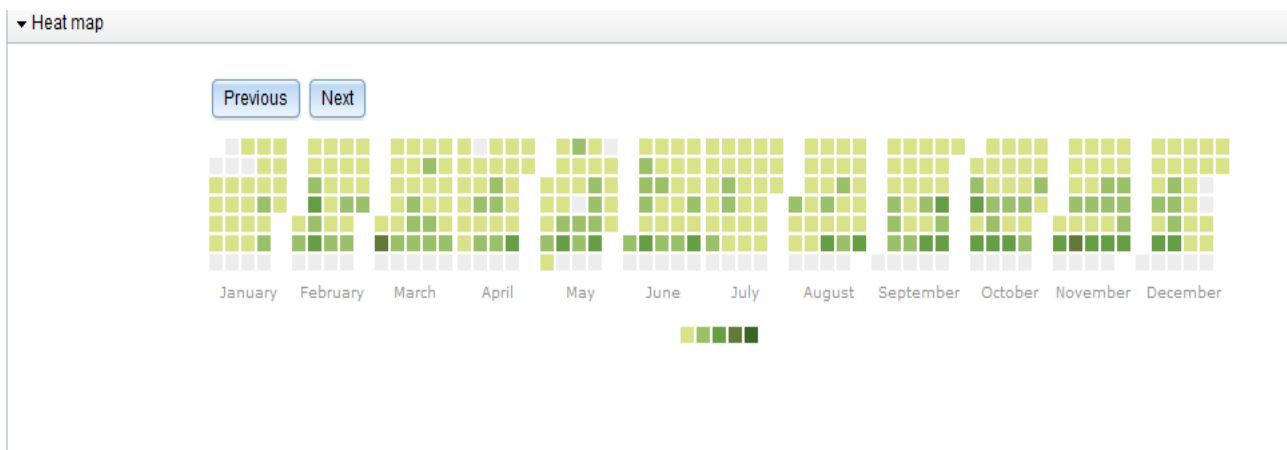 Heat map
Previous Next
January February March April May June July August September October November December